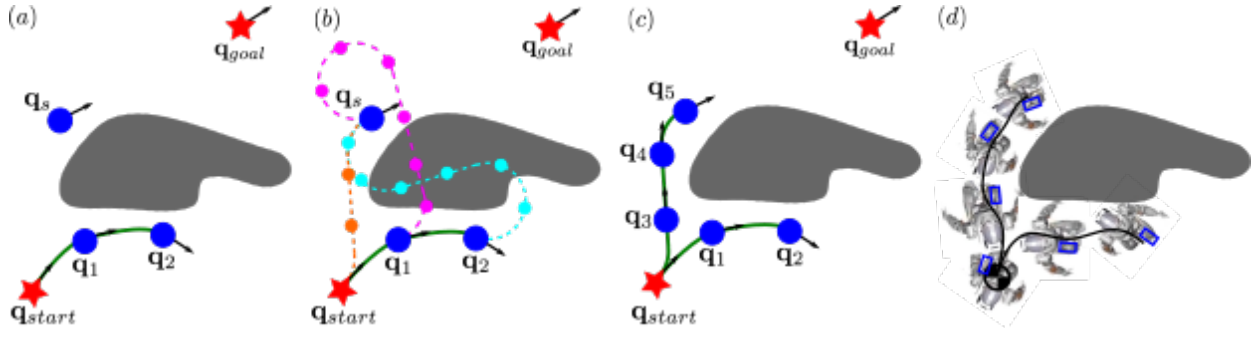 (a)
q_goal
q_s
q_1
q_2
q_start
(b)
q_goal
q_s
q_1
q_2
q_start
(c)
q_goal
q_5
q_4
q_3
q_1
q_2
q_start
(d)